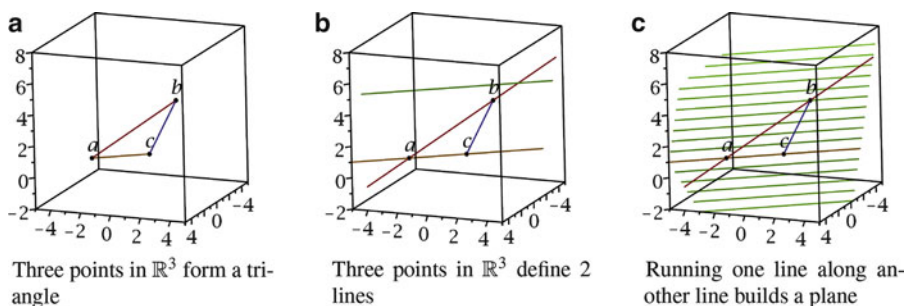 a
b
c
8
6
4
2
0
-2
-4 -2 0 2 4
4 2 0 -4
a
b
c
8
6
4
2
0
-2
-4 -2 0 2 4
4 2 0 -4
a
b
c
8
6
4
2
0
-2
-4 -2 0 2 4
4 2 0 -4
a
b
c
Three points in ℝ³ form a tri-
angle
Three points in ℝ³ define 2
lines
Running one line along an-
other line builds a plane